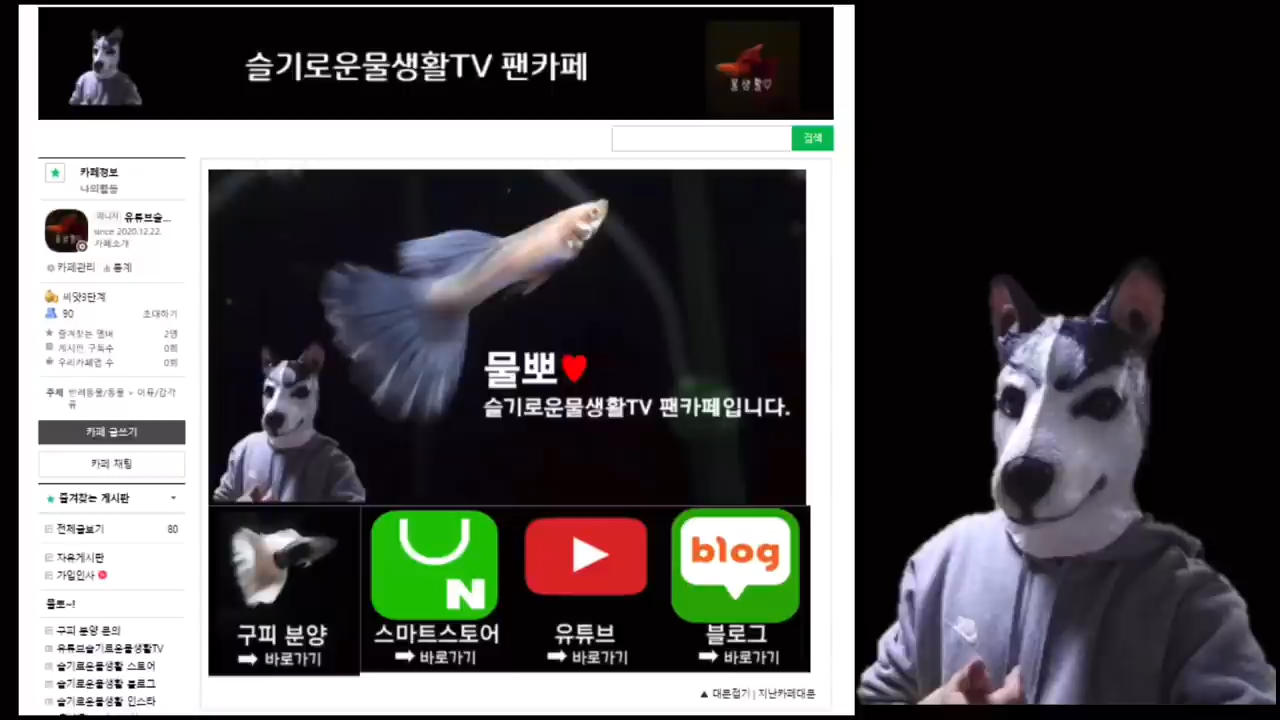 슬기로운물생활TV 팬카페
물생활♡
검색
카페정보
나의활동
매니저 유튜브슬...
since 2020.12.22.
카페소개
카페관리 통계
씨앗3단계
90 초대하기
즐겨찾는 멤버 2명
게시판 구독수 0회
우리카페앱 수 0회
주제 반려동물/동물 > 어류/갑각
류
카페 글쓰기
카페 채팅
즐겨찾는 게시판
전체글보기 80
자유게시판
가입인사
물뽀~!
구피 분양 문의
유튜브슬기로운물생활TV
슬기로운물생활 스토어
슬기로운물생활 블로그
슬기로운물생활 인스타
물뽀♥
슬기로운물생활TV 팬카페입니다.
N
blog
구피 분양
➡ 바로가기
스마트스토어
➡ 바로가기
유튜브
➡ 바로가기
블로그
➡ 바로가기
▲ 대문접기 | 지난카페대문